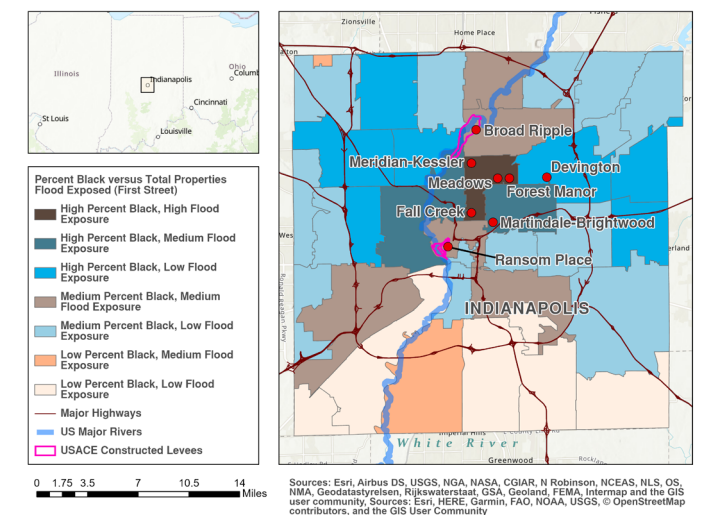 Illinois
Indianapolis
Ohio
Columb
Cincinnati
St Louis
Louisville
Percent Black versus Total Properties
Flood Exposed (First Street)
High Percent Black, High Flood
Exposure
High Percent Black, Medium Flood
Exposure
High Percent Black, Low Flood
Exposure
Medium Percent Black, Medium
Flood Exposure
Medium Percent Black, Low Flood
Exposure
Low Percent Black, Medium Flood
Exposure
Low Percent Black, Low Flood
Exposure
Major Highways
US Major Rivers
USACE Constructed Levees
0 1.75 3.5 7 10.5 14
Miles
Zionsville
Home Place
Broad Ripple
Meridian-Kessler
Devington
Meadows
Forest Manor
Fall Creek
Martindale-Brightwood
Wes
erland
Ransom Place
Ronald Reagan Pkwy
INDIANAPOLIS
White River
Greenwood
Sources: Esri, Airbus DS, USGS, NGA, NASA, CGIAR, N Robinson, NCEAS, NLS, OS,
NMA, Geodatastyrelsen, Rijkswaterstaat, GSA, Geoland, FEMA, Intermap and the GIS
user community, Sources: Esri, HERE, Garmin, FAO, NOAA, USGS, © OpenStreetMap
contributors, and the GIS User Community